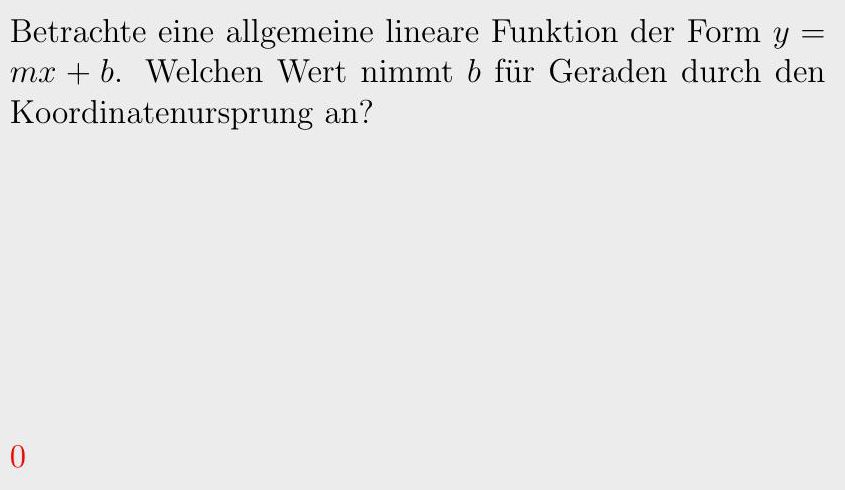 Betrachte eine allgemeine lineare Funktion der Form y =
mx + b. Welchen Wert nimmt b für Geraden durch den
Koordinatenursprung an?
0